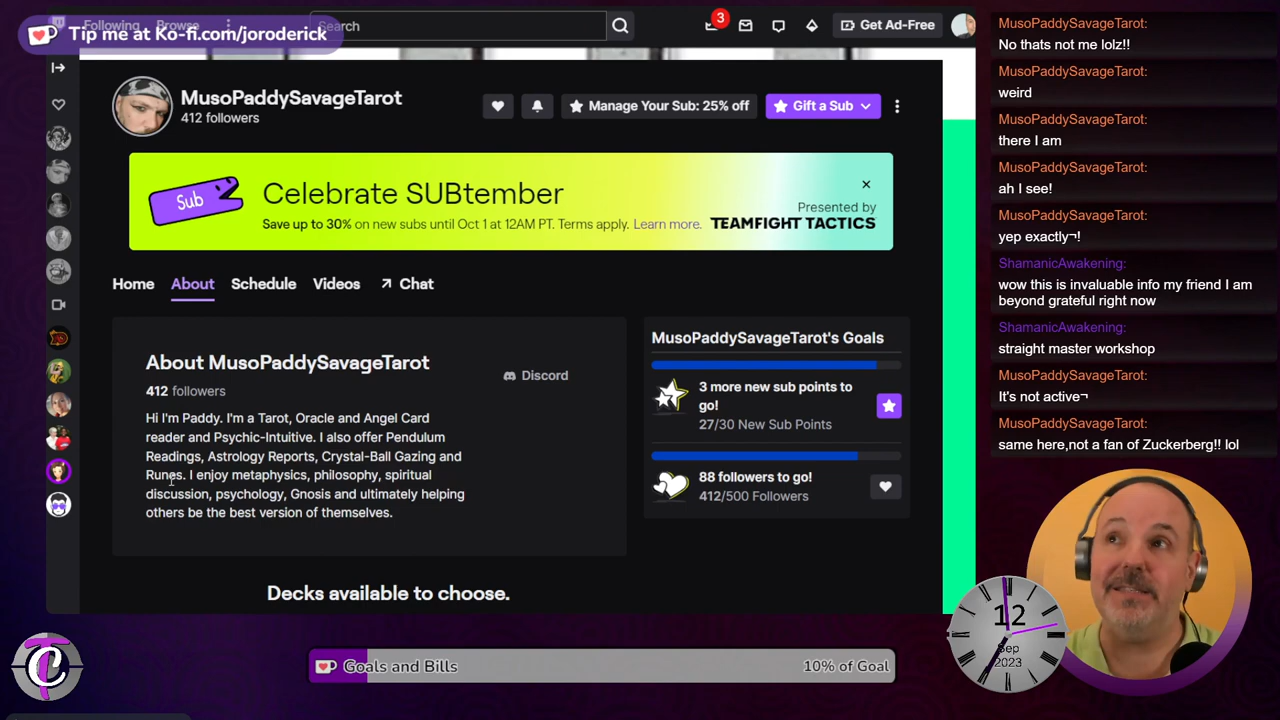 Following Browse
Search
3
Get Ad-Free
Tip me at Ko-fi.com/joroderick
MusoPaddySavageTarot
412 followers
Manage Your Sub: 25% off
Gift a Sub
Sub
Celebrate SUBtember
Save up to 30% on new subs until Oct 1 at 12AM PT. Terms apply. Learn more.
Presented by
TEAMFIGHT TACTICS
Home
About
Schedule
Videos
Chat
About MusoPaddySavageTarot
412 followers
Discord
Hi I'm Paddy. I'm a Tarot, Oracle and Angel Card
reader and Psychic-Intuitive. I also offer Pendulum
Readings, Astrology Reports, Crystal-Ball Gazing and
Runes. I enjoy metaphysics, philosophy, spiritual
discussion, psychology, Gnosis and ultimately helping
others be the best version of themselves.
MusoPaddySavageTarot's Goals
3 more new sub points to
go!
27/30 New Sub Points
88 followers to go!
412/500 Followers
Decks available to choose.
MusoPaddySavageTarot:
No thats not me lolz!!
MusoPaddySavageTarot:
weird
MusoPaddySavageTarot:
there I am
MusoPaddySavageTarot:
ah I see!
MusoPaddySavageTarot:
yep exactly¬!
ShamanicAwakening:
wow this is invaluable info my friend I am
beyond grateful right now
ShamanicAwakening:
straight master workshop
MusoPaddySavageTarot:
It's not active¬
MusoPaddySavageTarot:
same here,not a fan of Zuckerberg!! lol
12
Sep
2023
TC
Goals and Bills
10% of Goal